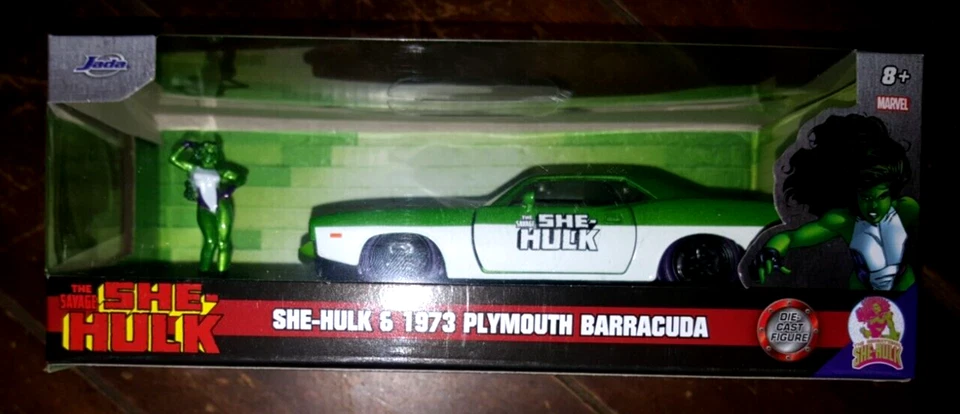 Jada
8+
MARVEL
THE
SAVAGE
SHE-
HULK
THE
SAVAGE
SHE-
HULK
SHE-HULK & 1973 PLYMOUTH BARRACUDA
DIE-
CAST
FIGURE
SHE-HULK